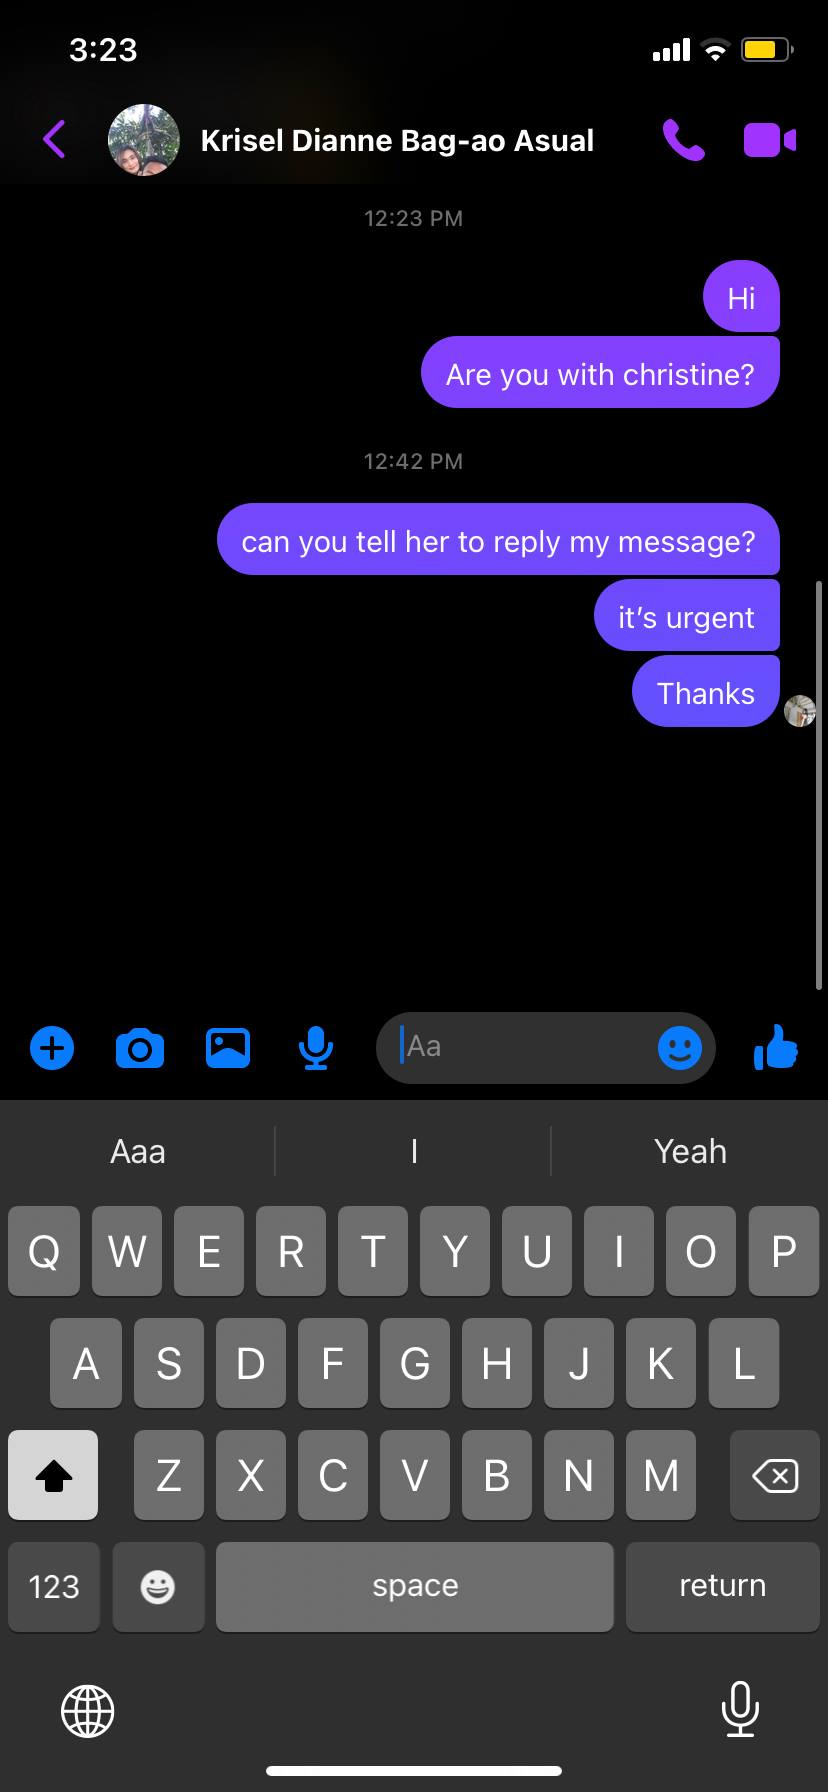 3:23
Krisel Dianne Bag-ao Asual
12:23 PM
Hi
Are you with christine?
12:42 PM
can you tell her to reply my message?
it's urgent
Thanks
Aa
Aaa I Yeah
Q W E R T Y U I O P
A S D F G H J K L
Z X C V B N M
123 space return